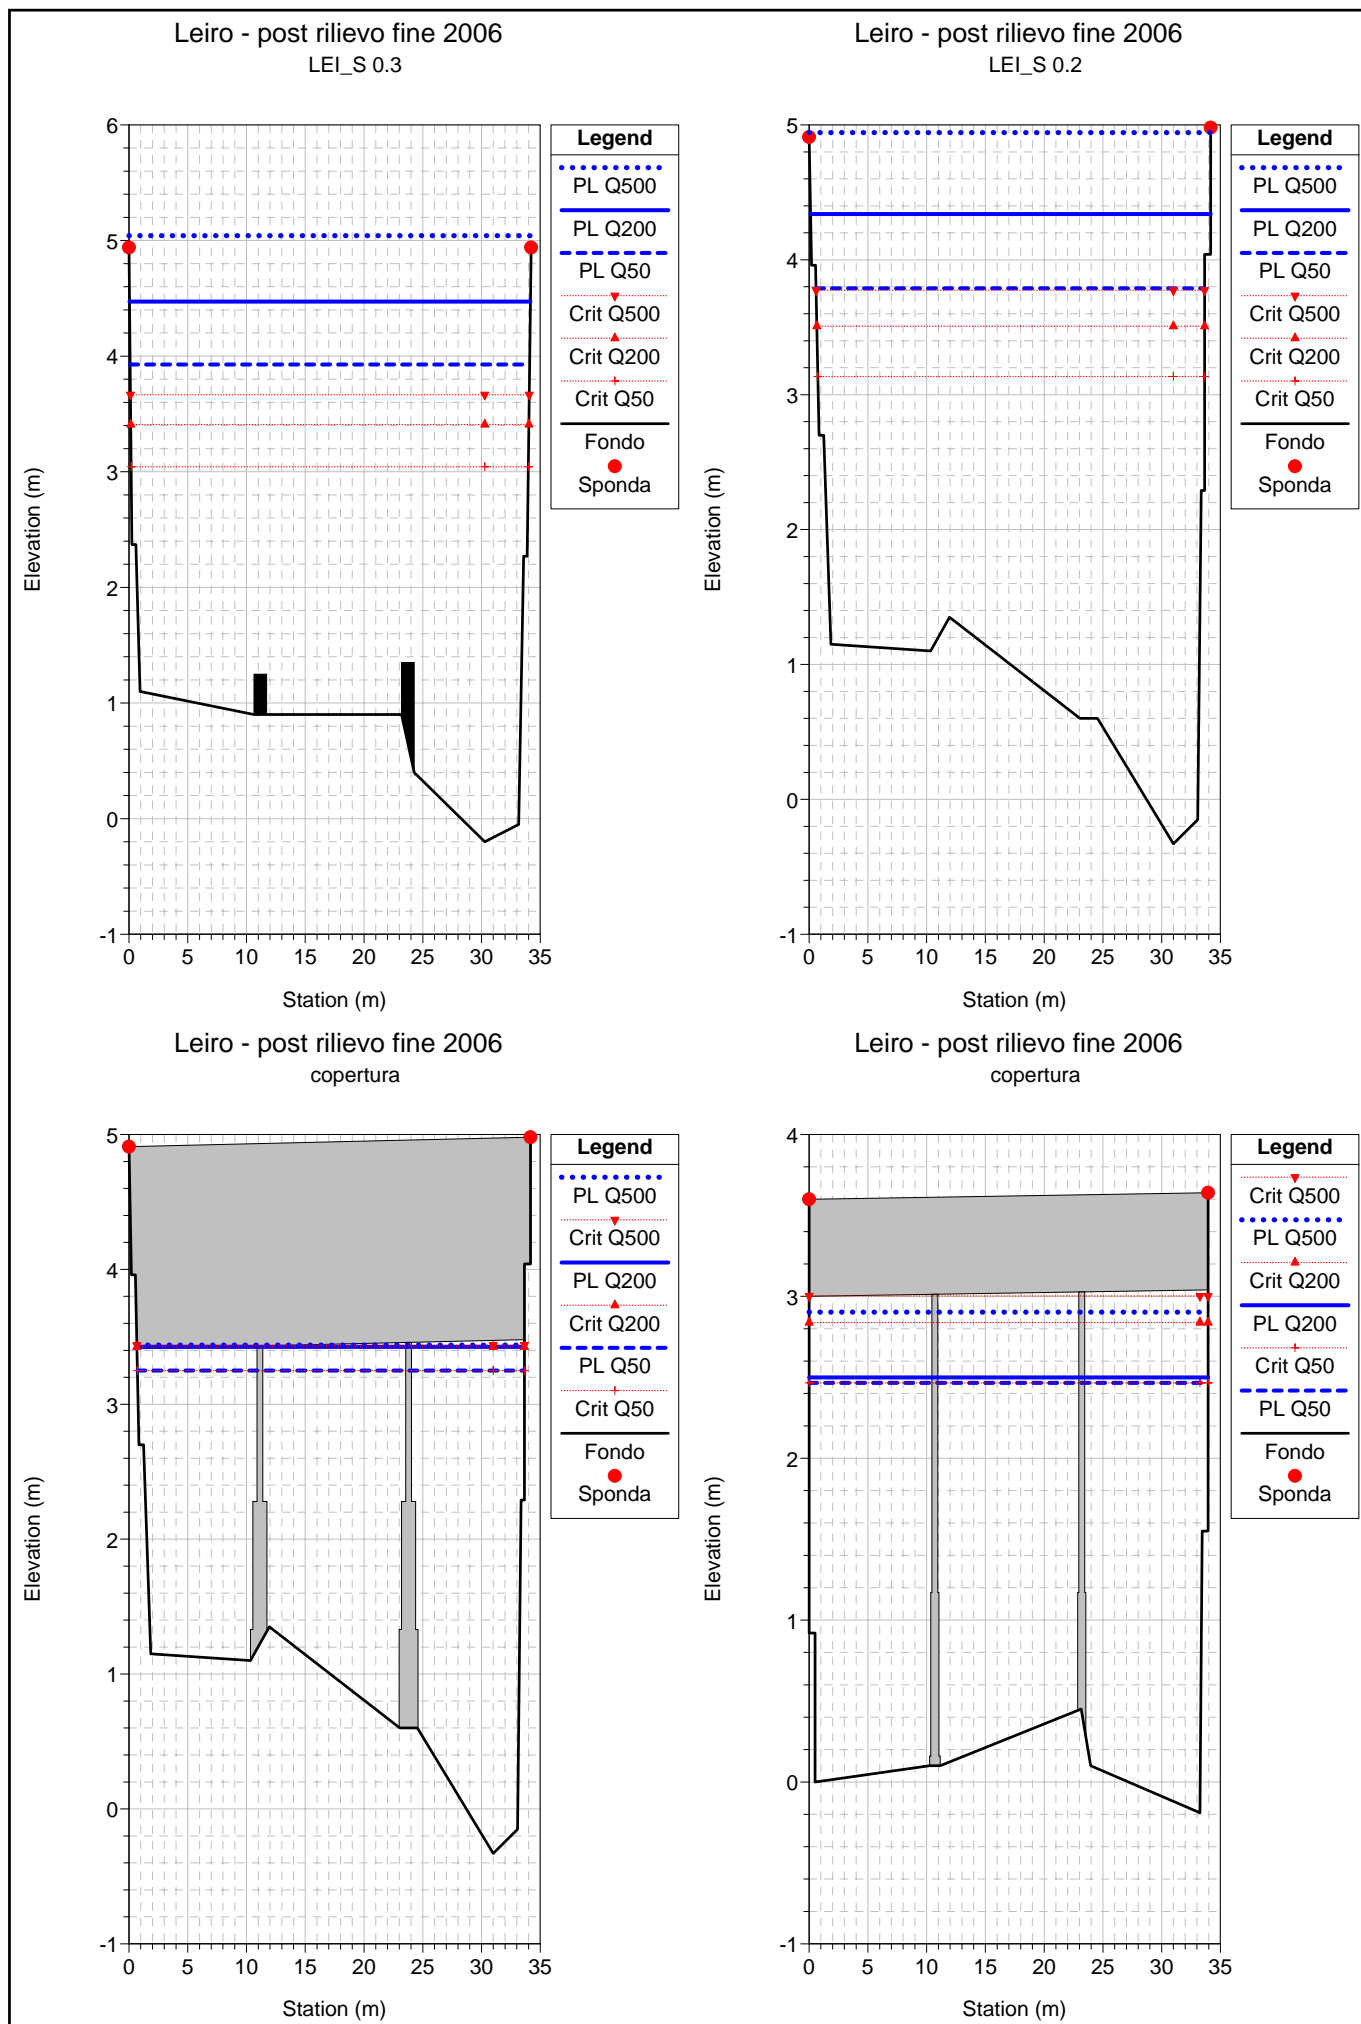 Leiro - post rilievo fine 2006
LEI_S 0.3
Elevation (m)
6
5
4
3
2
1
0
-1
0 5 10 15 20 25 30 35
Station (m)
Legend
PL Q500
PL Q200
PL Q50
Crit Q500
Crit Q200
Crit Q50
Fondo
Sponda
Leiro - post rilievo fine 2006
LEI_S 0.2
Elevation (m)
5
4
3
2
1
0
-1
0 5 10 15 20 25 30 35
Station (m)
Legend
PL Q500
PL Q200
PL Q50
Crit Q500
Crit Q200
Crit Q50
Fondo
Sponda
Leiro - post rilievo fine 2006
copertura
Elevation (m)
5
4
3
2
1
0
-1
0 5 10 15 20 25 30 35
Station (m)
Legend
PL Q500
Crit Q500
PL Q200
Crit Q200
PL Q50
Crit Q50
Fondo
Sponda
Leiro - post rilievo fine 2006
copertura
Elevation (m)
4
3
2
1
0
-1
0 5 10 15 20 25 30 35
Station (m)
Legend
Crit Q500
PL Q500
Crit Q200
PL Q200
Crit Q50
PL Q50
Fondo
Sponda